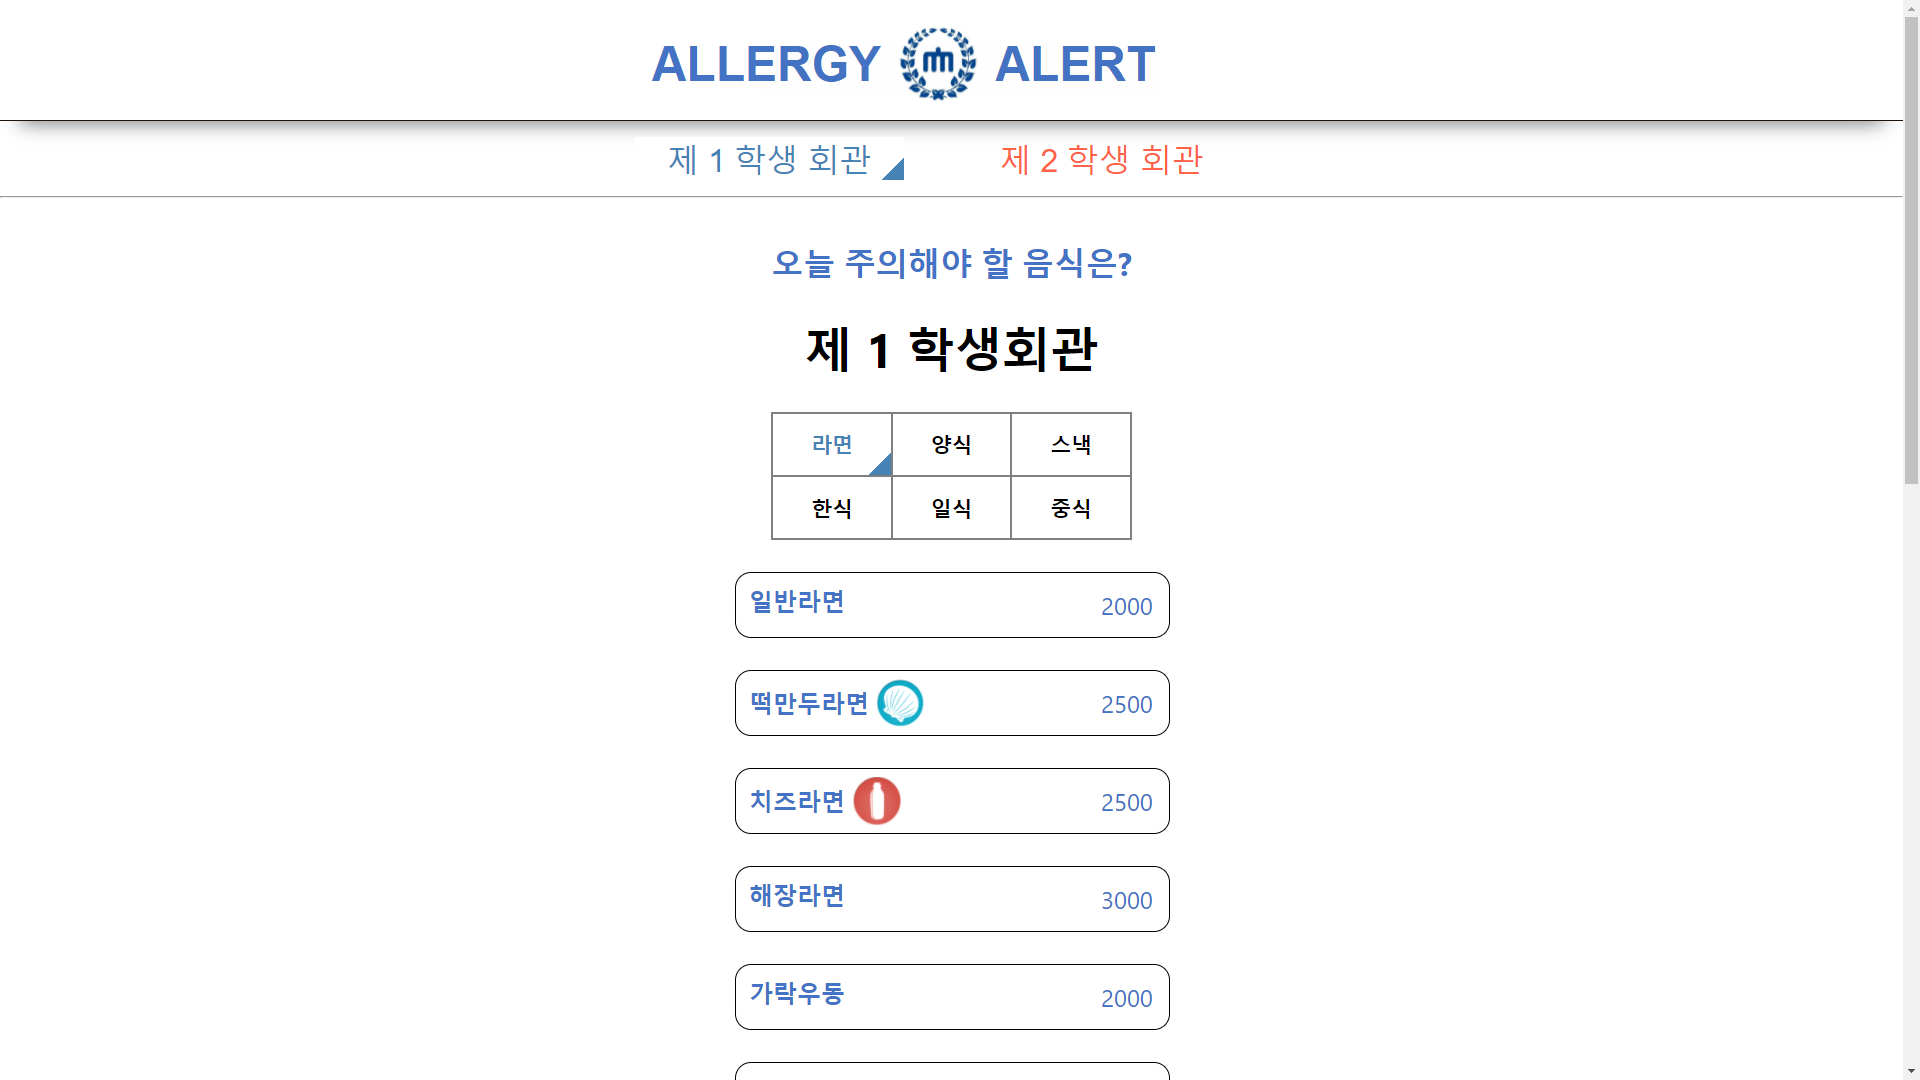 ALLERGY ALERT
제 1 학생 회관 제 2 학생 회관
오늘 주의해야 할 음식은?
제 1 학생회관
라면 양식 스낵
한식 일식 중식
일반라면 2000
떡만두라면 2500
치즈라면 2500
해장라면 3000
가락우동 2000